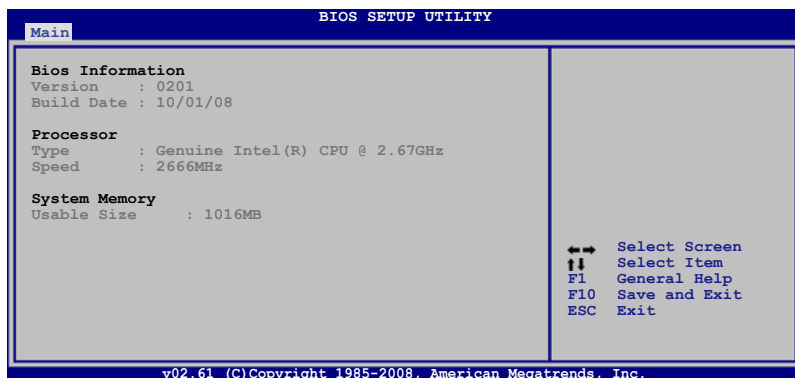 BIOS SETUP UTILITY
Main
Bios Information
Version : 0201
Build Date : 10/01/08
Processor
Type : Genuine Intel(R) CPU @ 2.67GHz
Speed : 2666MHz
System Memory
Usable Size : 1016MB
←→ Select Screen
↑↓ Select Item
F1 General Help
F10 Save and Exit
ESC Exit
v02.61 (C)Copyright 1985-2008, American Megatrends, Inc.